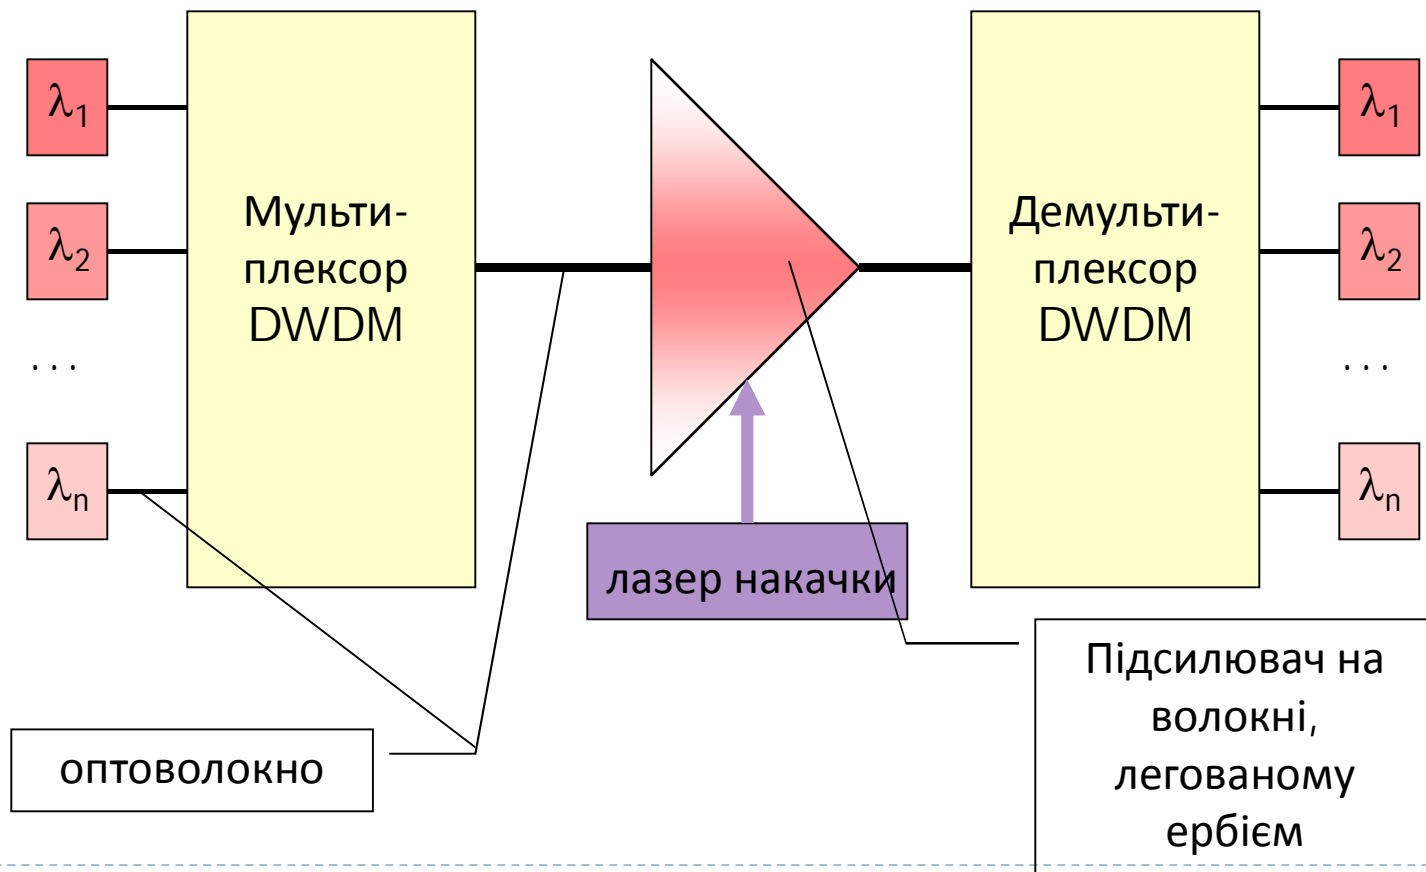 λ1
λ2
. . .
λn
Мульти-
плексор
DWDM
лазер накачки
Демульти-
плексор
DWDM
λ1
λ2
. . .
λn
оптоволокно
Підсилювач на
волокні,
легованому
ербієм